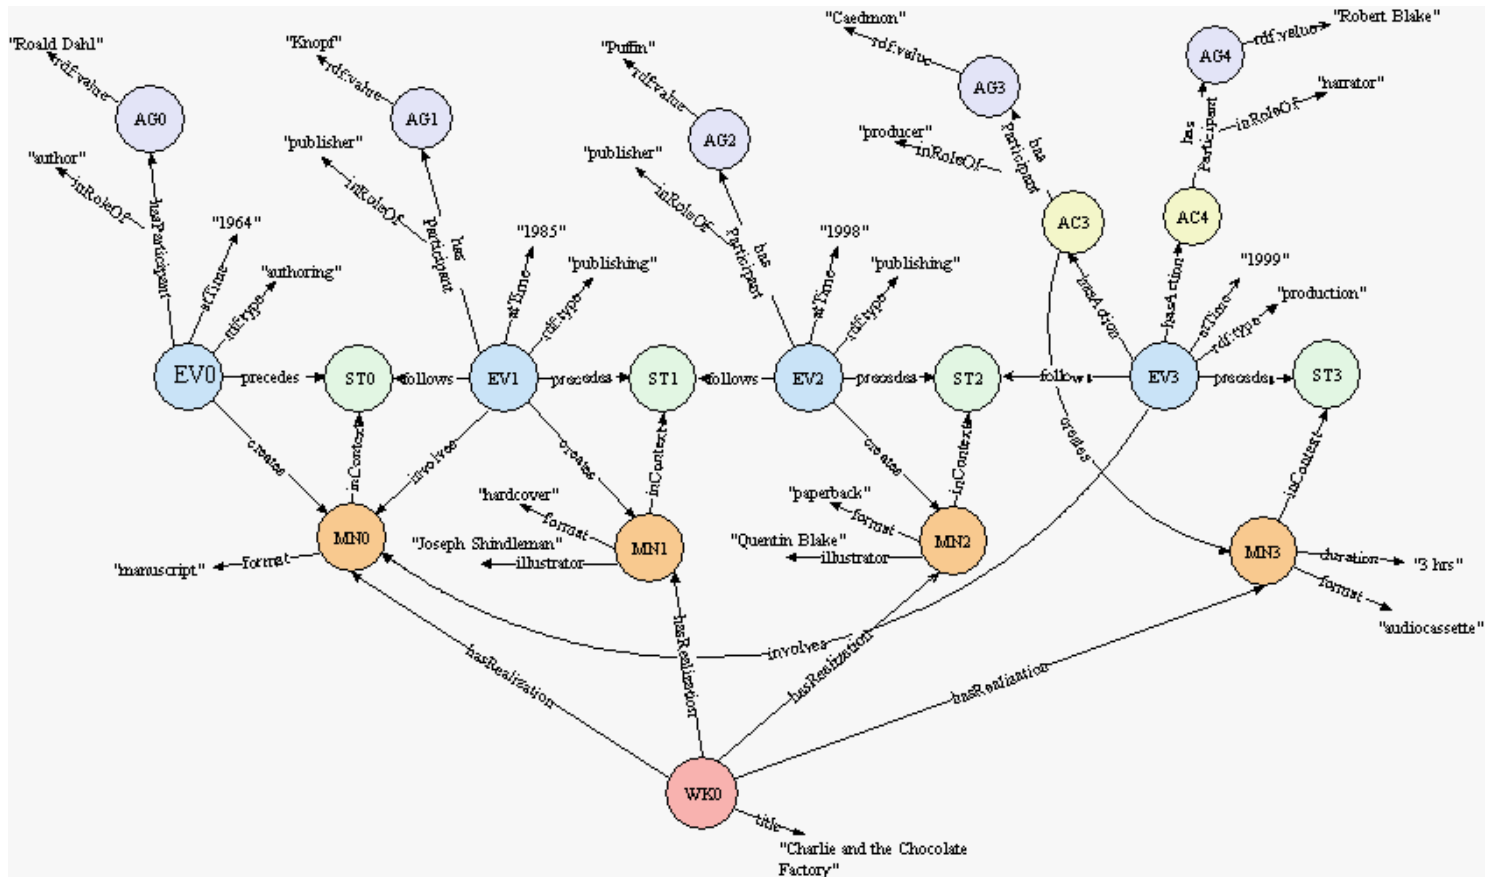 "Caedmon"
"Robert Blake"
"Roald Dahl"
"Knopf"
"Puffin"
rdf:value
rdf:value
rdf:value
rdf:value
rdf:value
AG0
AG1
AG2
AG3
AG4
"narrator"
inRoleOf
"producer"
inRoleOf
has
Participant
has
Participant
"author"
inRoleOf
hasParticipant
"publisher"
inRoleOf
has
Participant
"publisher"
inRoleOf
has
Participant
AC3
AC4
"1964"
atTime
"authoring"
rdf:type
"1985"
atTime
"publishing"
rdf:type
"1998"
atTime
"publishing"
rdf:type
hasAction
hasAction
"1999"
atTime
"production"
rdf:type
EV0
precedes
ST0
follows
EV1
precedes
ST1
follows
EV2
precedes
ST2
follows
EV3
precedes
ST3
creates
inContext
involves
creates
inContext
creates
inContext
creates
inContext
"hardcover"
format
"paperback"
format
"Joseph Shindleman"
illustrator
"Quentin Blake"
illustrator
MN0
MN1
MN2
MN3
"manuscript"
format
duration
"3 hrs"
format
"audiocassette"
involves
hasRealization
hasRealization
hasRealization
hasRealization
WK0
title
"Charlie and the Chocolate
Factory"